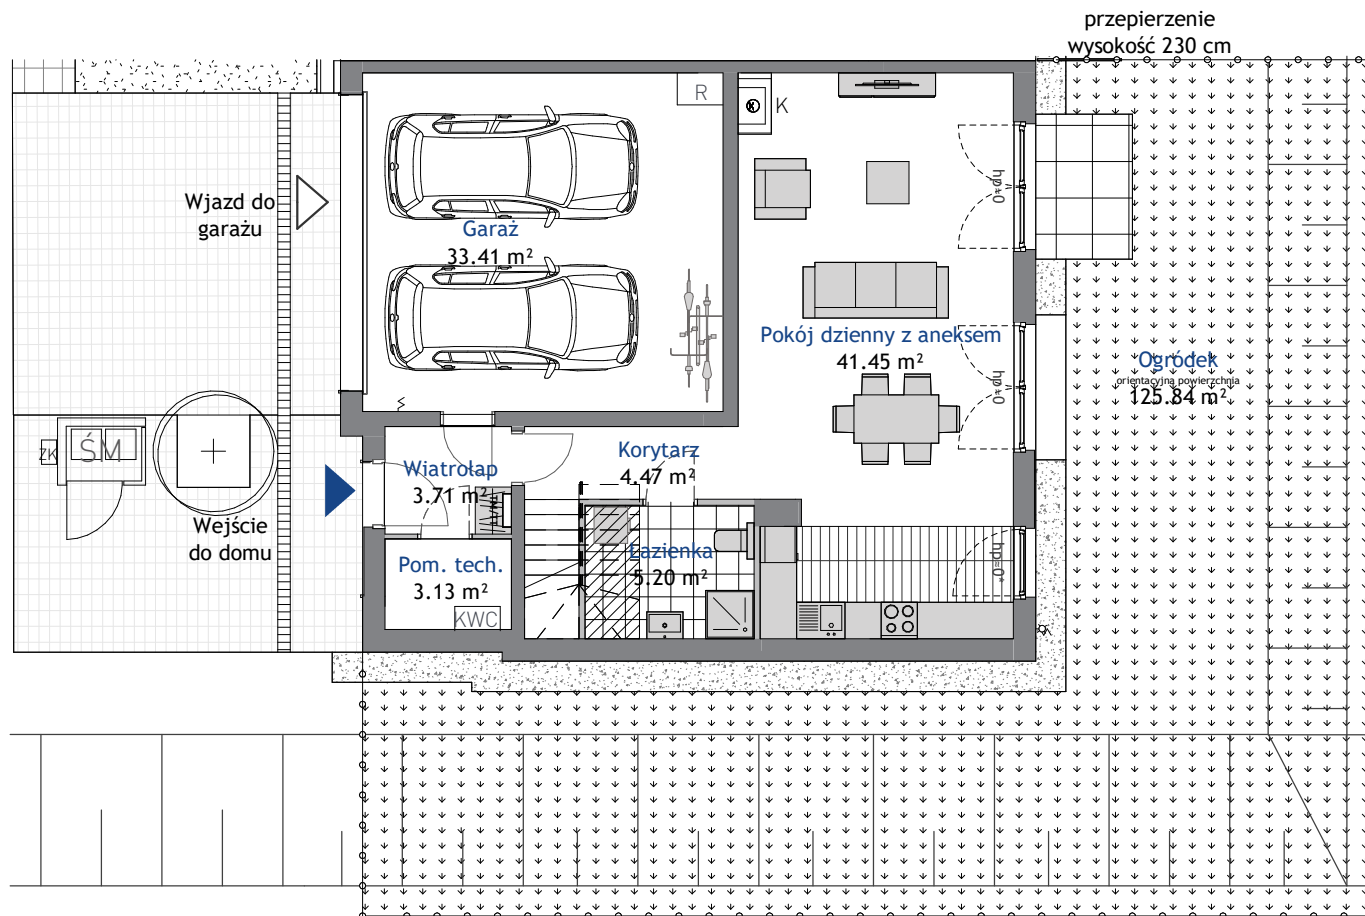 przepierzenie
wysokość 230 cm
R
K
hp±0
Wjazd do
garażu
Garaż
33.41 m²
Pokój dzienny z aneksem
41.45 m²
hp±0
Ogródek
orientacyjna powierzchnia
125.84 m²
ZK
ŚM
Wiatrołap
3.71 m²
Korytarz
4.47 m²
Wejście
do domu
Pom. tech.
3.13 m²
KWC
Łazienka
5.20 m²
hp=0*